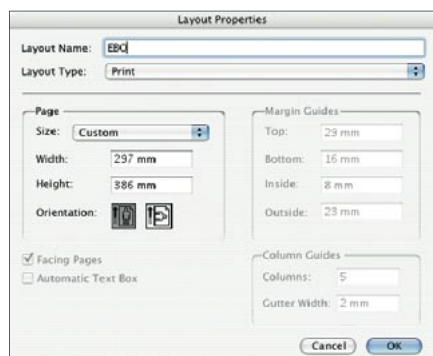 Layout Properties
Layout Name: EBO
Layout Type: Print
Page
Size: Custom
Width: 297 mm
Height: 386 mm
Orientation:
Facing Pages
Automatic Text Box
Margin Guides
Top: 29 mm
Bottom: 16 mm
Inside: 8 mm
Outside: 23 mm
Column Guides
Columns: 5
Gutter Width: 2 mm
Cancel OK